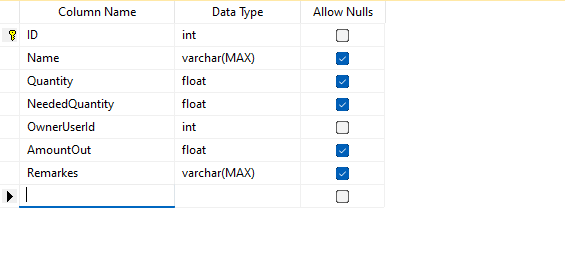 Column Name Data Type Allow Nulls
ID int
Name varchar(MAX)
Quantity float
NeededQuantity float
OwnerUserId int
AmountOut float
Remarkes varchar(MAX)